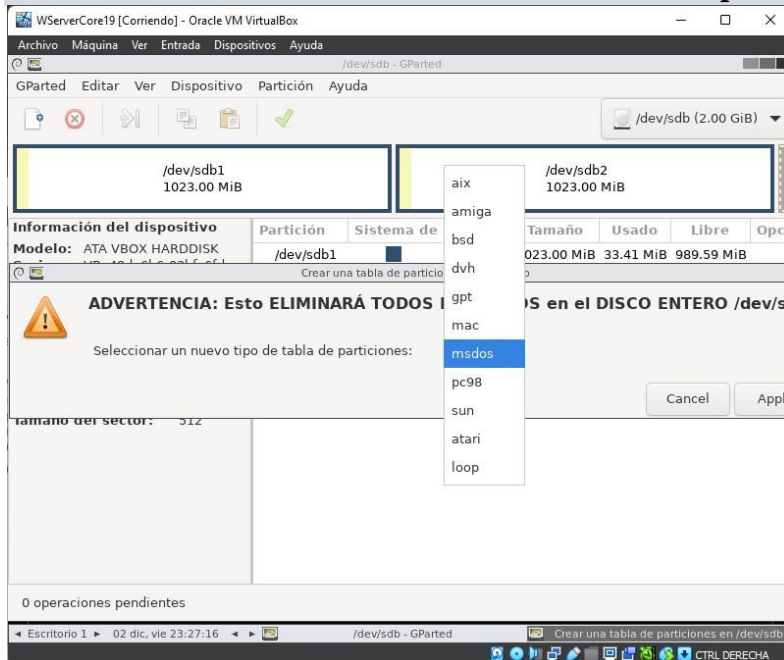 WServerCore19 [Corriendo] - Oracle VM VirtualBox
Archivo Máquina Ver Entrada Dispositivos Ayuda
/dev/sdb - GParted
GParted Editar Ver Dispositivo Partición Ayuda
/dev/sdb (2.00 GiB)
/dev/sdb1
1023.00 MiB
/dev/sdb2
1023.00 MiB
Información del dispositivo
Modelo: ATA VBOX HARDDISK
Partición Sistema de Tamaño Usado Libre Opc
/dev/sdb1 023.00 MiB 33.41 MiB 989.59 MiB
Crear una tabla de particio
ADVERTENCIA: Esto ELIMINARÁ TODOS OS en el DISCO ENTERO /dev/s
Seleccionar un nuevo tipo de tabla de particiones:
aix
amiga
bsd
dvh
gpt
mac
msdos
pc98
sun
atari
loop
Cancel Appl
Tamaño del sector: 512
0 operaciones pendientes
Escritorio 1 02 dic, vie 23:27:16 /dev/sdb - GParted Crear una tabla de particiones en /dev/sdb
CTRL DERECHA